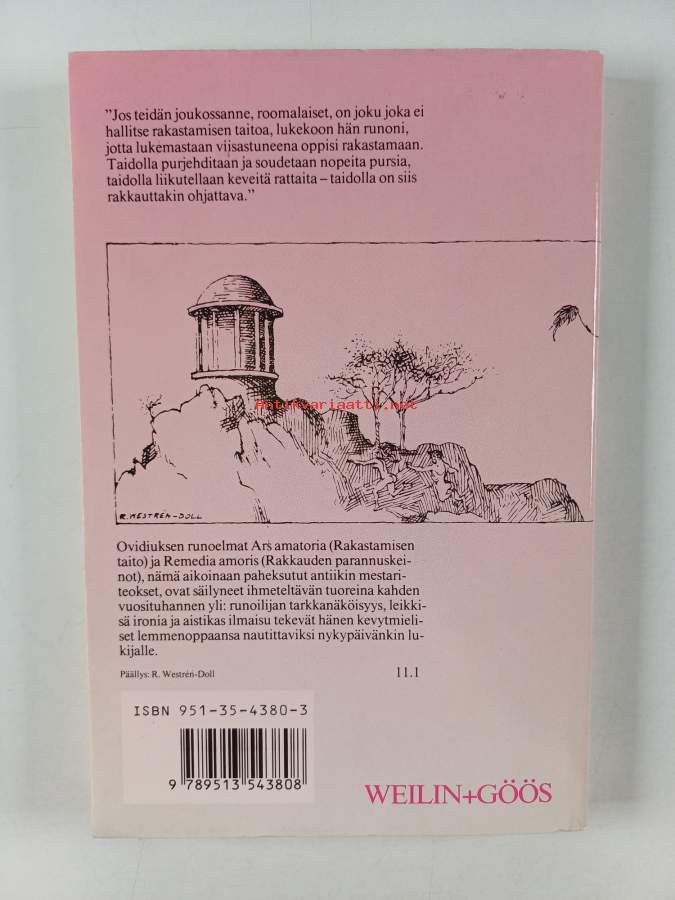 ”Jos teidän joukossanne, roomalaiset, on joku joka ei
hallitse rakastamisen taitoa, lukekoon hän runoni,
jotta lukemastaan viisastuneena oppisi rakastamaan.
Taidolla purjehditaan ja soudetaan nopeita pursia,
taidolla liikutellaan keveitä rattaita – taidolla on siis
rakkauttakin ohjattava.”
Antikvariaatti.net
R. WESTRÉN-DOLL
Ovidiuksen runoelmat Ars amatoria (Rakastamisen
taito) ja Remedia amoris (Rakkauden parannuskei-
not), nämä aikoinaan paheksutut antiikin mestari-
teokset, ovat säilyneet ihmeteltävän tuoreina kahden
vuosituhannen yli: runoilijan tarkkanäköisyys, leikki-
sä ironia ja aistikas ilmaisu tekevät hänen kevytmieli-
set lemmenoppaansa nautittaviksi nykypäivänkin lu-
kijalle.
Päällys: R. Westrén-Doll 11.1
ISBN 951-35-4380-3
9 789513 543808
WEILIN+GÖÖS